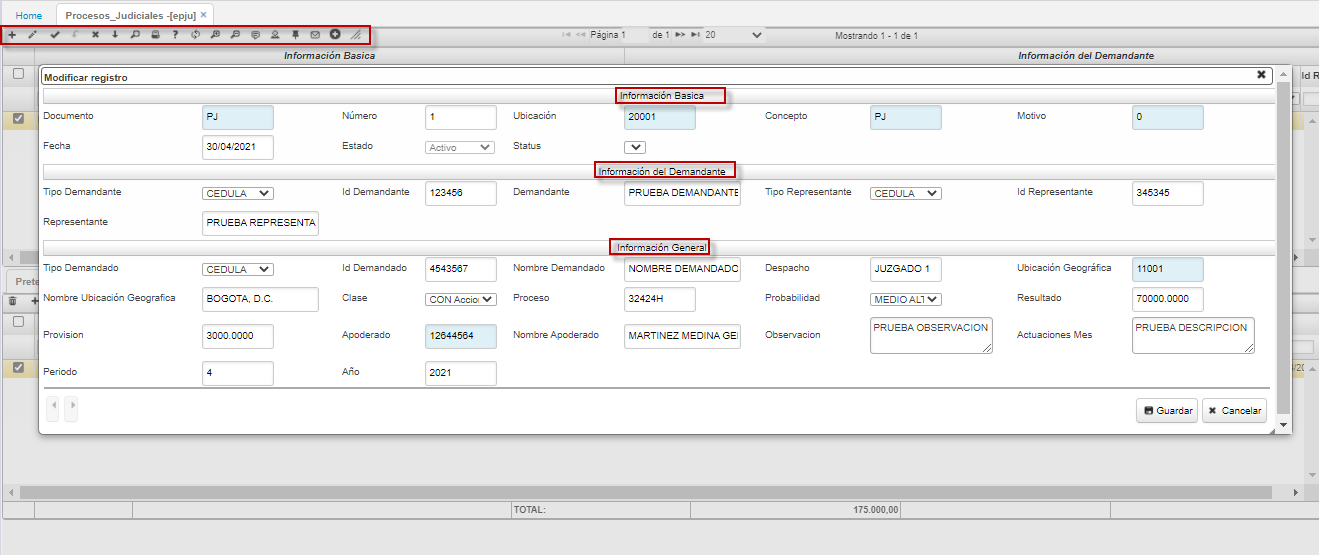 Home
Procesos_Judiciales -[epju] ×
Página 1 de 1 20
Mostrando 1 - 1 de 1
Información Basica
Información del Demandante
Id R
Modificar registro
Información Basica
Documento PJ Número 1 Ubicación 20001 Concepto PJ Motivo 0
Fecha 30/04/2021 Estado Activo Status
Información del Demandante
Tipo Demandante CEDULA Id Demandante 123456 Demandante PRUEBA DEMANDANTE Tipo Representante CEDULA Id Representante 345345
Representante PRUEBA REPRESENTA
Información General
Tipo Demandado CEDULA Id Demandado 4543567 Nombre Demandado NOMBRE DEMANDADO Despacho JUZGADO 1 Ubicación Geográfica 11001
Nombre Ubicación Geografica BOGOTA, D.C. Clase CON Accion Proceso 32424H Probabilidad MEDIO ALT Resultado 70000.0000
Provision 3000.0000 Apoderado 12644564 Nombre Apoderado MARTINEZ MEDINA GE Observacion PRUEBA OBSERVACION Actuaciones Mes PRUEBA DESCRIPCION
Periodo 4 Año 2021
Guardar Cancelar
Prete
TOTAL: 175.000,00